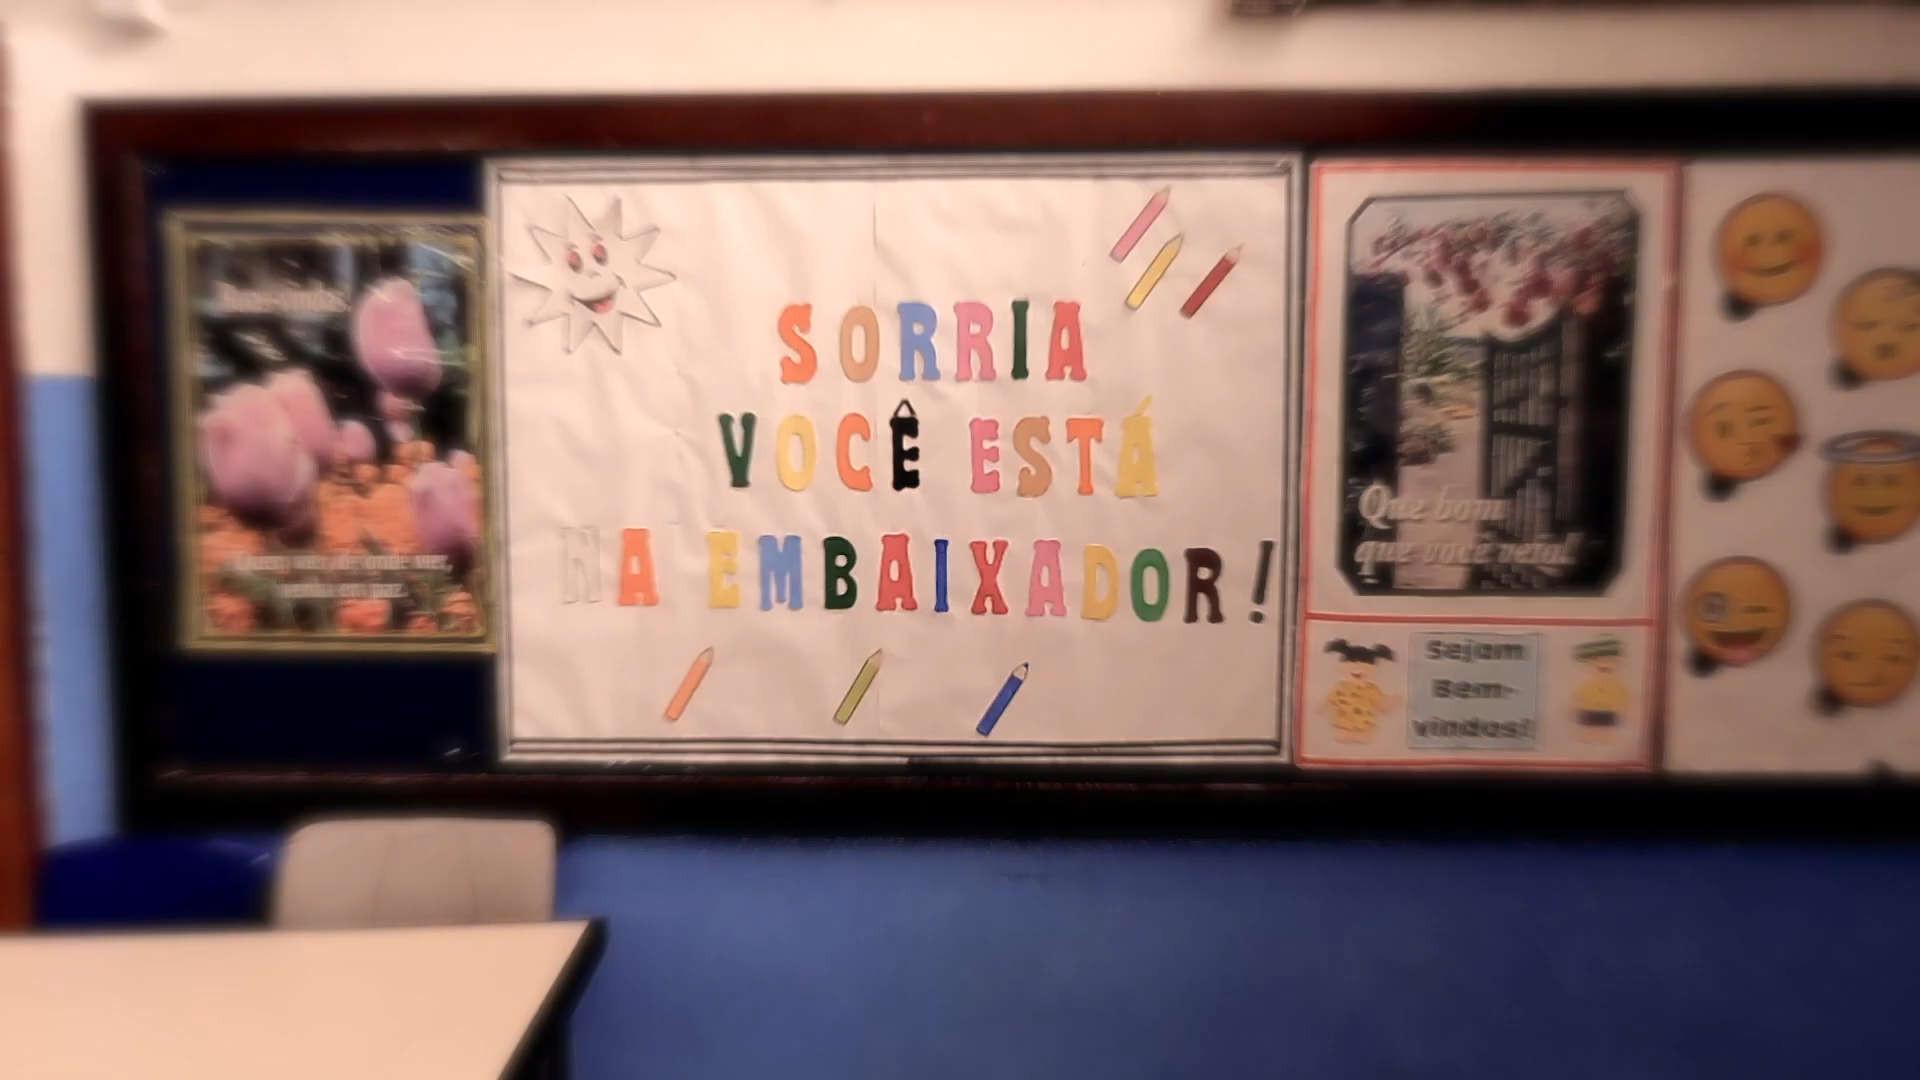 SORRIA
VOCÊ ESTÁ
NA EMBAIXADOR!
Que bom
que você veio!
Sejam
Bem-
vindos!